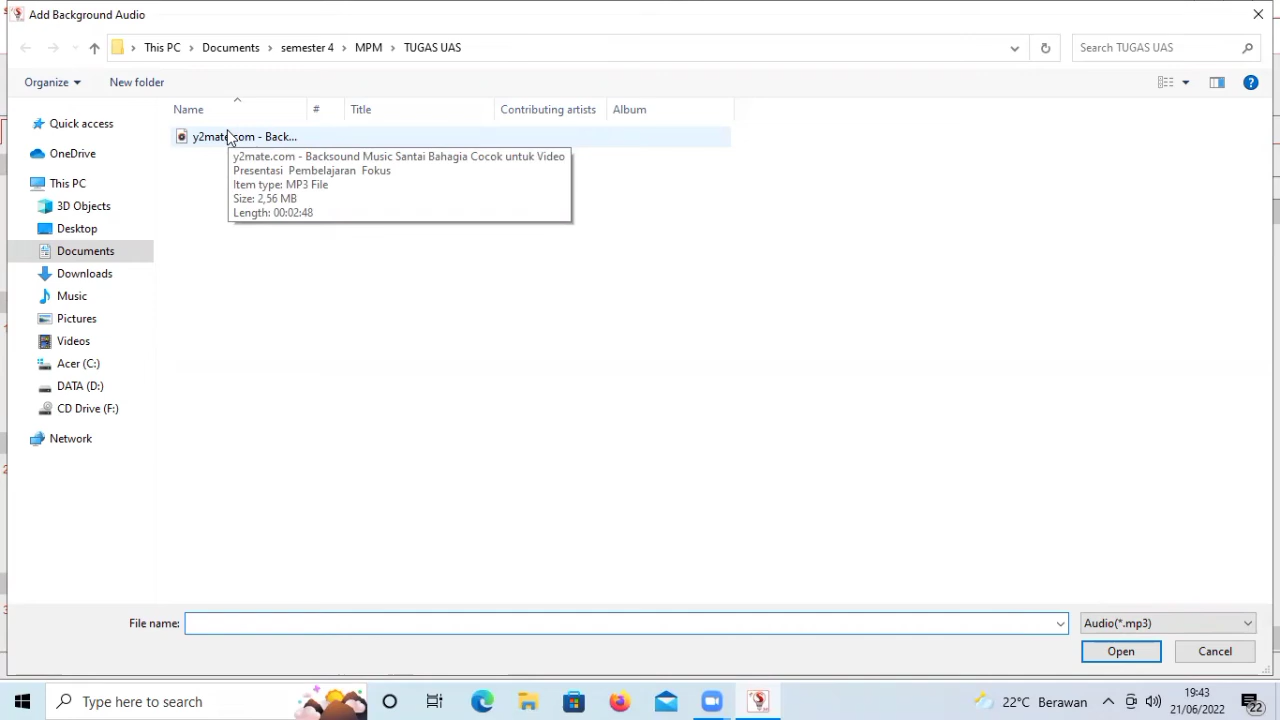 Add Background Audio
This PC > Documents > semester 4 > MPM > TUGAS UAS
Search TUGAS UAS
Organize
New folder
Name
#
Title
Contributing artists
Album
Quick access
OneDrive
This PC
3D Objects
Desktop
Documents
Downloads
Music
Pictures
Videos
Acer (C:)
DATA (D:)
CD Drive (F:)
Network
y2mate.com - Back...
y2mate.com - Backsound Music Santai Bahagia Cocok untuk Video
Presentasi Pembelajaran Fokus
Item type: MP3 File
Size: 2,56 MB
Length: 00:02:48
File name:
Audio(*.mp3)
Open
Cancel
Type here to search
22°C Berawan
19:43
21/06/2022
22